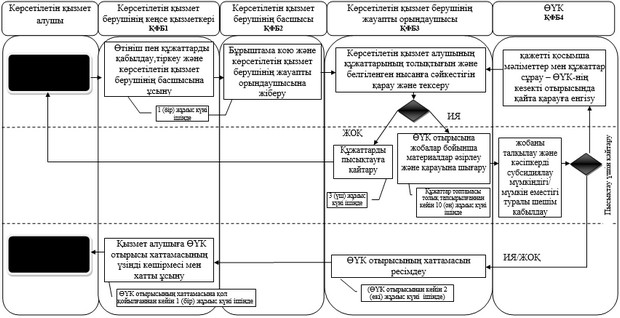 Көрсетілетін қызмет
алушы
Көрсетілетін қызмет
берушінің кеңсе қызметкері
ҚФБ1
Көрсетілетін қызмет
берушінің басшысы
ҚФБ2
Көрсетілетін қызмет берушінің
жауапты орындаушысы
ҚФБ3
ӨҮК
ҚФБ4
Өтініш пен құжаттарды
қабылдау,тіркеу және
көрсетілетін қызмет
берушінің басшысына
ұсыну
1 (бір) жұмыс күні
ішінде
Бұрыштама қою және
көрсетілетін қызмет
берушінің жауапты
орындаушысына
жіберу
Көрсетілетін қызмет алушының
құжаттарының толықтығын және
белгіленген нысанға сәйкестігін
қарау және тексеру
қажетті қосымша
мәліметтер мен құжаттар
сұрау – ӨҮК-нің
кезекті отырысында
қайта қарауға енгізу
ЖОҚ
ИЯ
Құжаттарды
пысықтауға
қайтару
3 (үш) жұмыс
күні ішінде
ӨҮК отырысына
жобалар бойынша
материалдар әзірлеу
және қарауына шығару
Құжаттар топтамасы
толық тапсырылғаннан
кейін 10 (он) жұмыс күні
ішінде
жобаны
талқылау және
кәсіпкерді
субсидиялау
мүмкіндігі/
мүмкін еместігі
туралы шешім
қабылдау
Пысықтау үшін қайтару
ИЯ/ЖОҚ
ӨҮК отырысының хаттамасын
ресімдеу
(ӨҮК отырысынан кейін 2
(екі) жұмыс күні ішінде)
Қызмет алушыға ӨҮК
отырысы хаттамасының
үзінді көшірмесі мен
хатты ұсыну
ӨҮК отырысының хаттамасына қол
қойылғаннан кейін 1 (бір) жұмыс күні ішінде